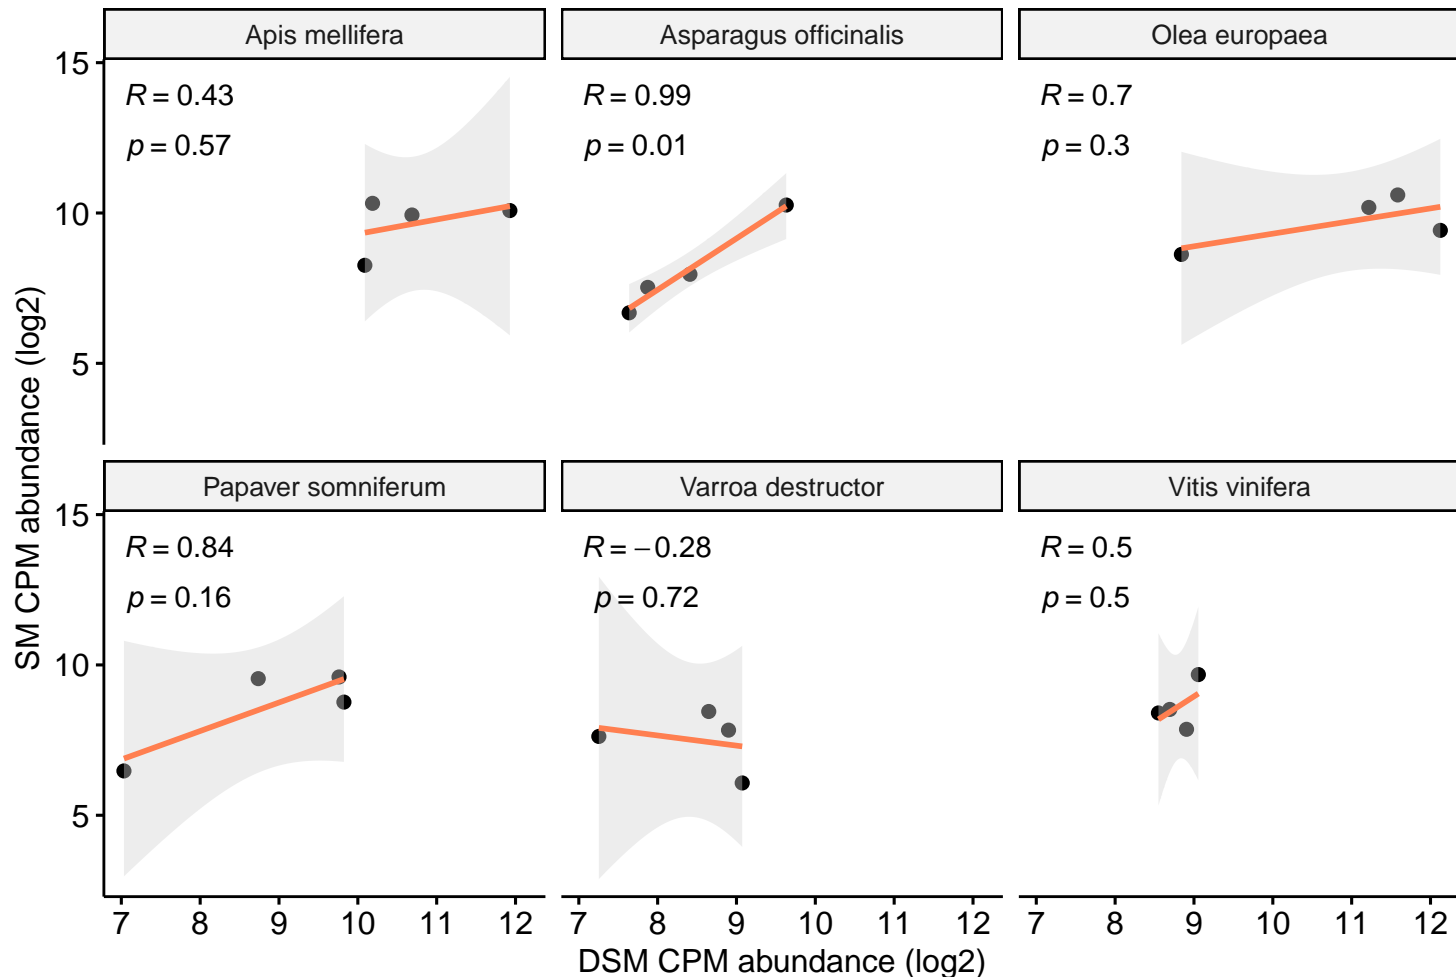 Apis mellifera
Asparagus officinalis
Olea europaea
15
10
5
R = 0.43
p = 0.57
R = 0.99
p = 0.01
R = 0.7
p = 0.3
SM CPM abundance (log2)
Papaver somniferum
Varroa destructor
Vitis vinifera
15
10
5
R = 0.84
p = 0.16
R = −0.28
p = 0.72
R = 0.5
p = 0.5
7 8 9 10 11 12
7 8 9 10 11 12
7 8 9 10 11 12
DSM CPM abundance (log2)